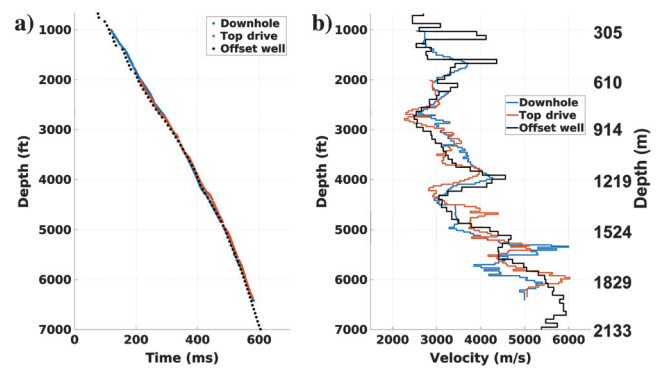 a)
Downhole
Top drive
Offset well
1000
2000
3000
4000
5000
6000
7000
Depth (ft)
0
200
400
600
Time (ms)
b)
Downhole
Top drive
Offset well
1000
2000
3000
4000
5000
6000
7000
Depth (ft)
2000
3000
4000
5000
6000
Velocity (m/s)
305
610
914
1219
1524
1829
2133
Depth (m)